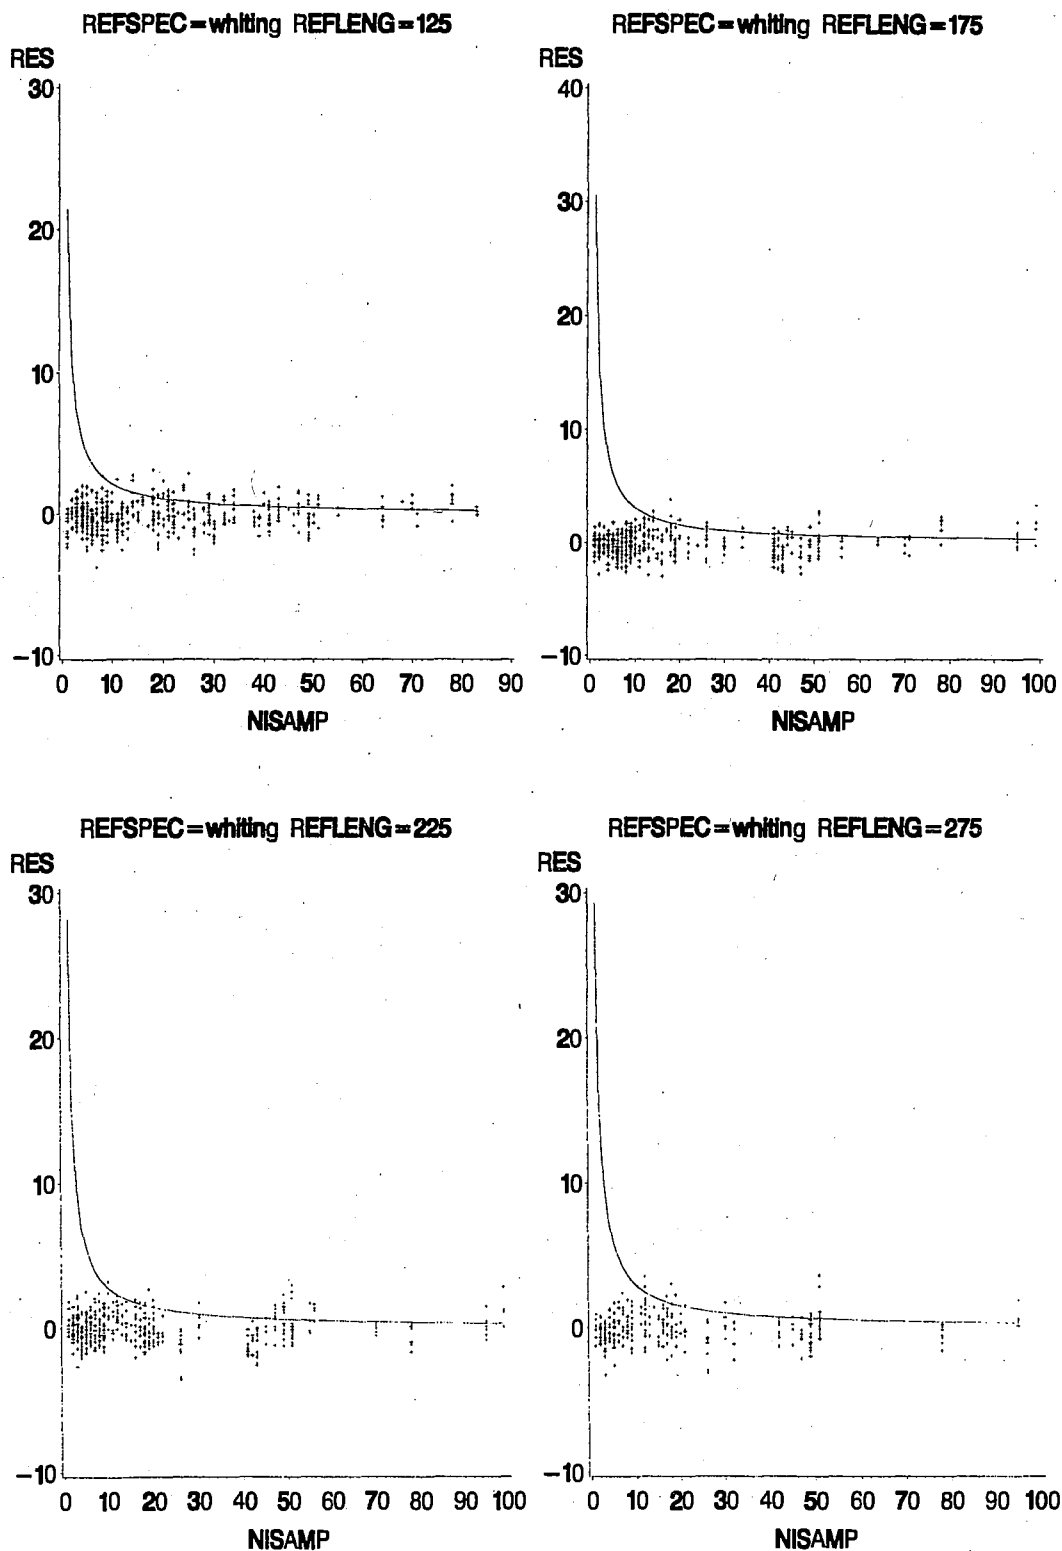 REFSPEC=whiting REFLENG=125
RES
30
20
10
0
−10
0 10 20 30 40 50 60 70 80 90
NISAMP
REFSPEC=whiting REFLENG=175
RES
40
30
20
10
0
−10
0 10 20 30 40 50 60 70 80 90 100
NISAMP
REFSPEC=whiting REFLENG=225
RES
30
20
10
0
−10
0 10 20 30 40 50 60 70 80 90 100
NISAMP
REFSPEC=whiting REFLENG=275
RES
30
20
10
0
−10
0 10 20 30 40 50 60 70 80 90 100
NISAMP